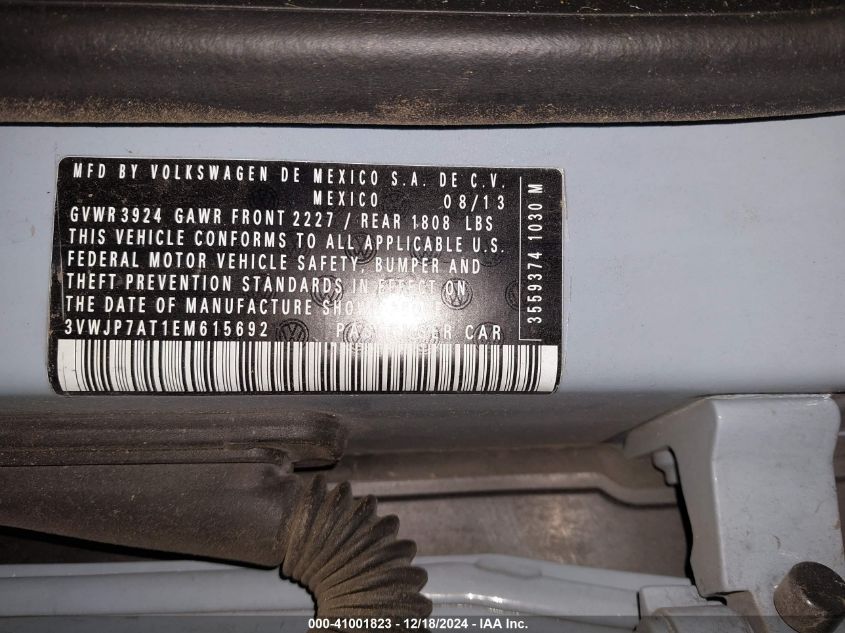 MFD BY VOLKSWAGEN DE MEXICO S.A. DE C.V.
MEXICO 08/13
GVWR 3924 GAWR FRONT 2227 / REAR 1808 LBS
THIS VEHICLE CONFORMS TO ALL APPLICABLE U.S.
FEDERAL MOTOR VEHICLE SAFETY, BUMPER AND
THEFT PREVENTION STANDARDS IN EFFECT ON
THE DATE OF MANUFACTURE
3VWJP7AT1EM615692 CAR
3559374 1030 M
000-41001823 - 12/18/2024 - IAA Inc.